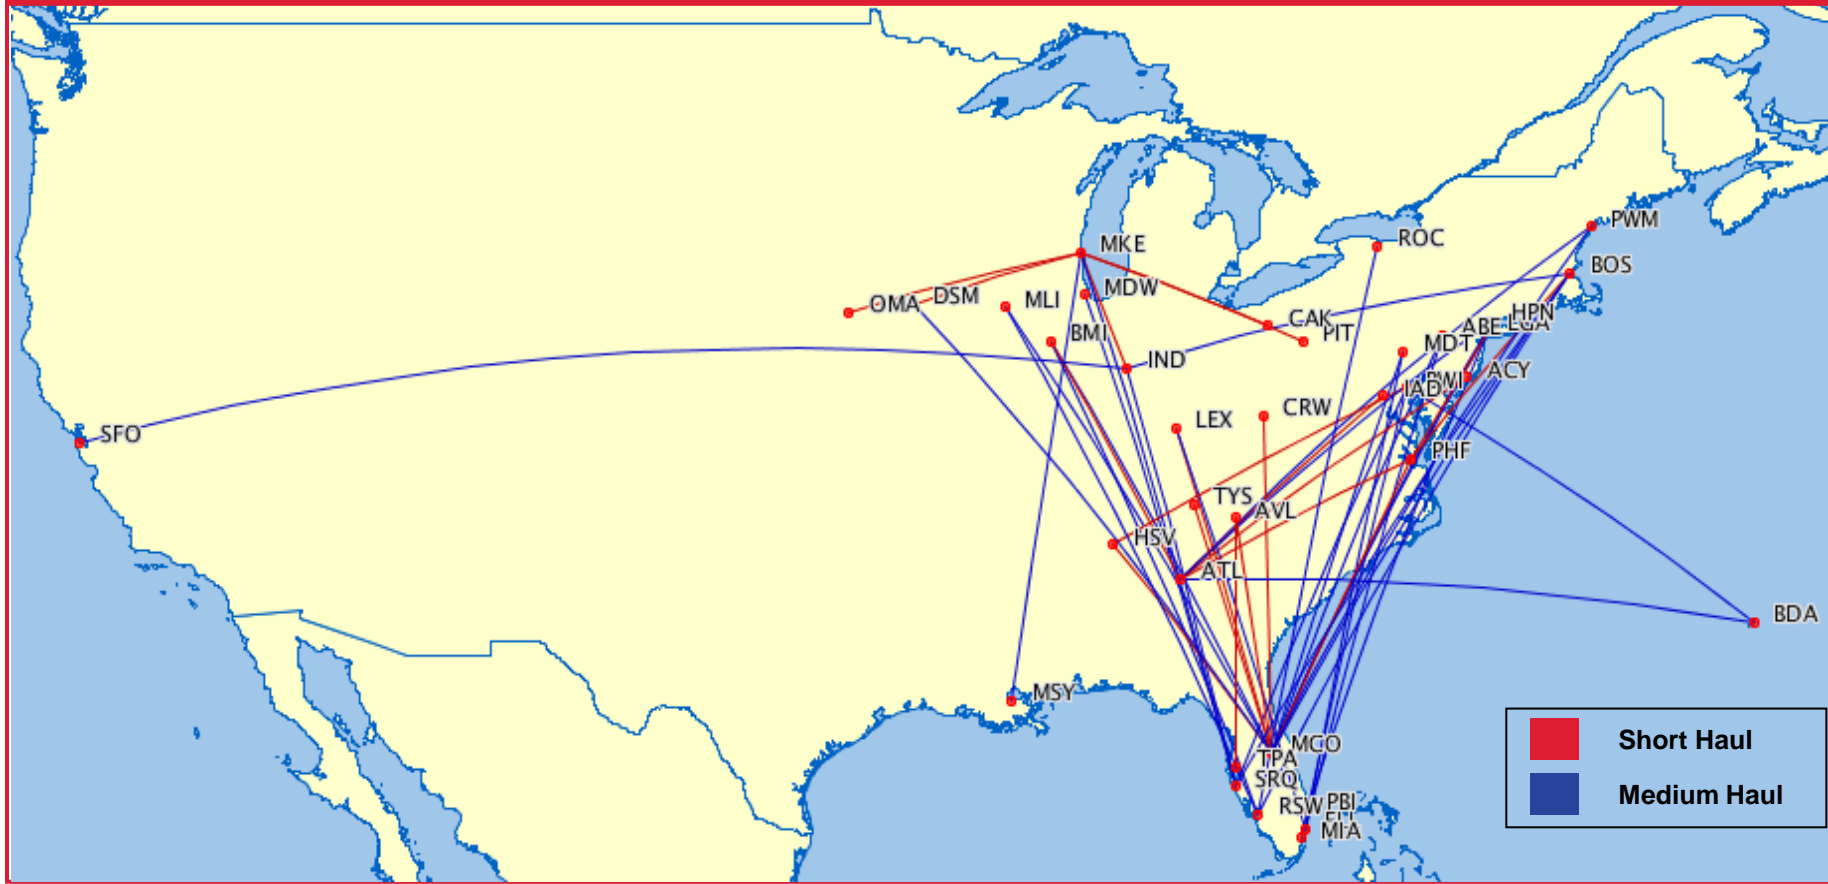 PWM
ROC
MKE
BOS
MDW
OMA
DSM
MLI
HPN
CAK
ABE
LGA
BMI
PIT
MDT
IND
ACY
BWI
IAD
CRW
LEX
SFO
PHF
TYS
AVL
HSV
ATL
BDA
MSY
MCO
TPA
SRQ
RSW
PBI
MIA
Short Haul
Medium Haul